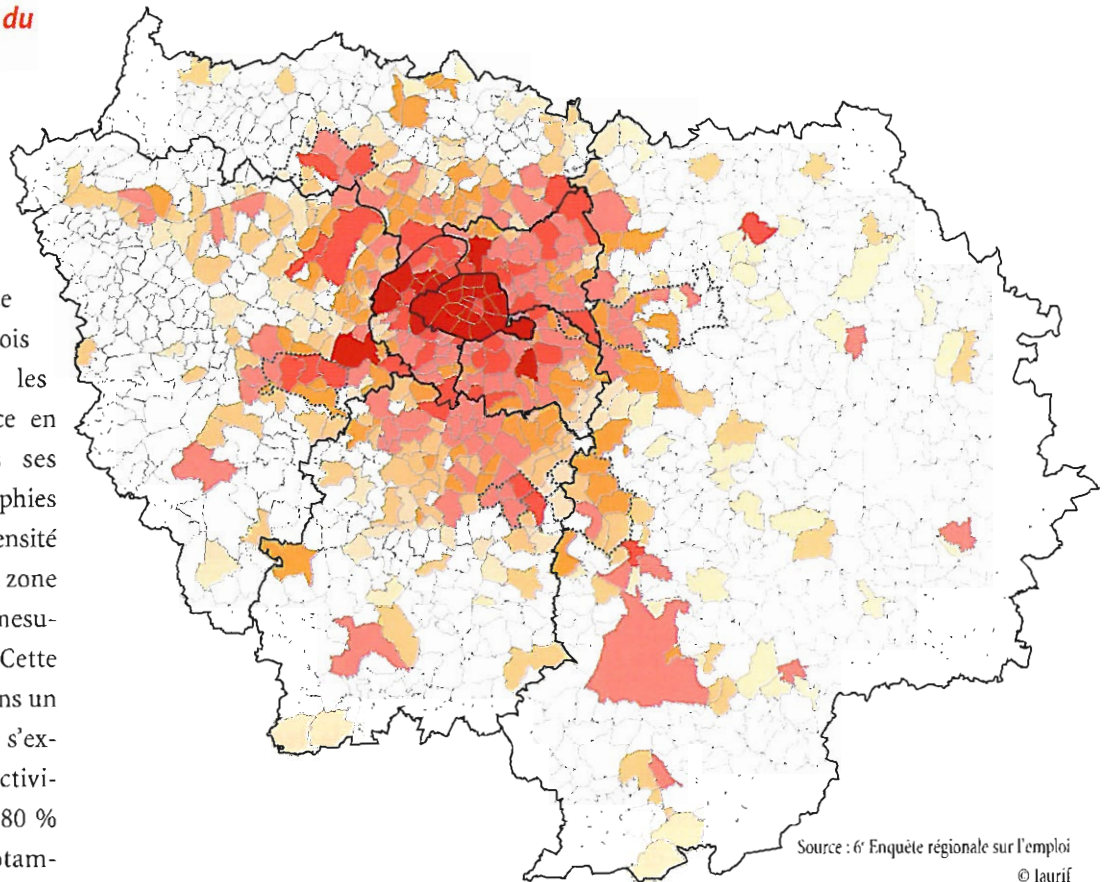 du
e
ois
les
ce en
ses
phies
ensité
zone
mesu-
Cette
ns un
s'ex-
ctivi-
80 %
otam-
Source : 6e Enquète régionale sur l'emploi
© Iaurif